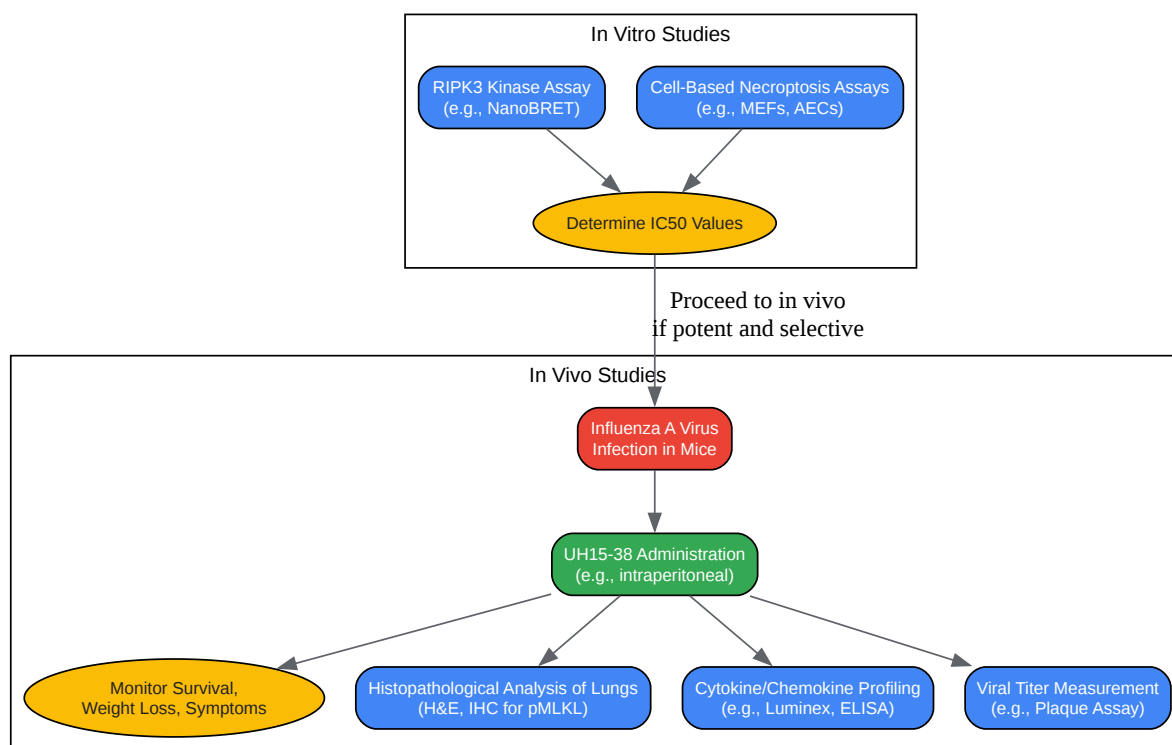 In Vitro Studies
RIPK3 Kinase Assay
(e.g., NanoBRET)
Cell-Based Necroptosis Assays
(e.g., MEFs, AECs)
Determine IC50 Values
Proceed to in vivo
if potent and selective
In Vivo Studies
Influenza A Virus
Infection in Mice
UH15-38 Administration
(e.g., intraperitoneal)
Monitor Survival,
Weight Loss, Symptoms
Histopathological Analysis of Lungs
(H&E, IHC for pMLKL)
Cytokine/Chemokine Profiling
(e.g., Luminex, ELISA)
Viral Titer Measurement
(e.g., Plaque Assay)